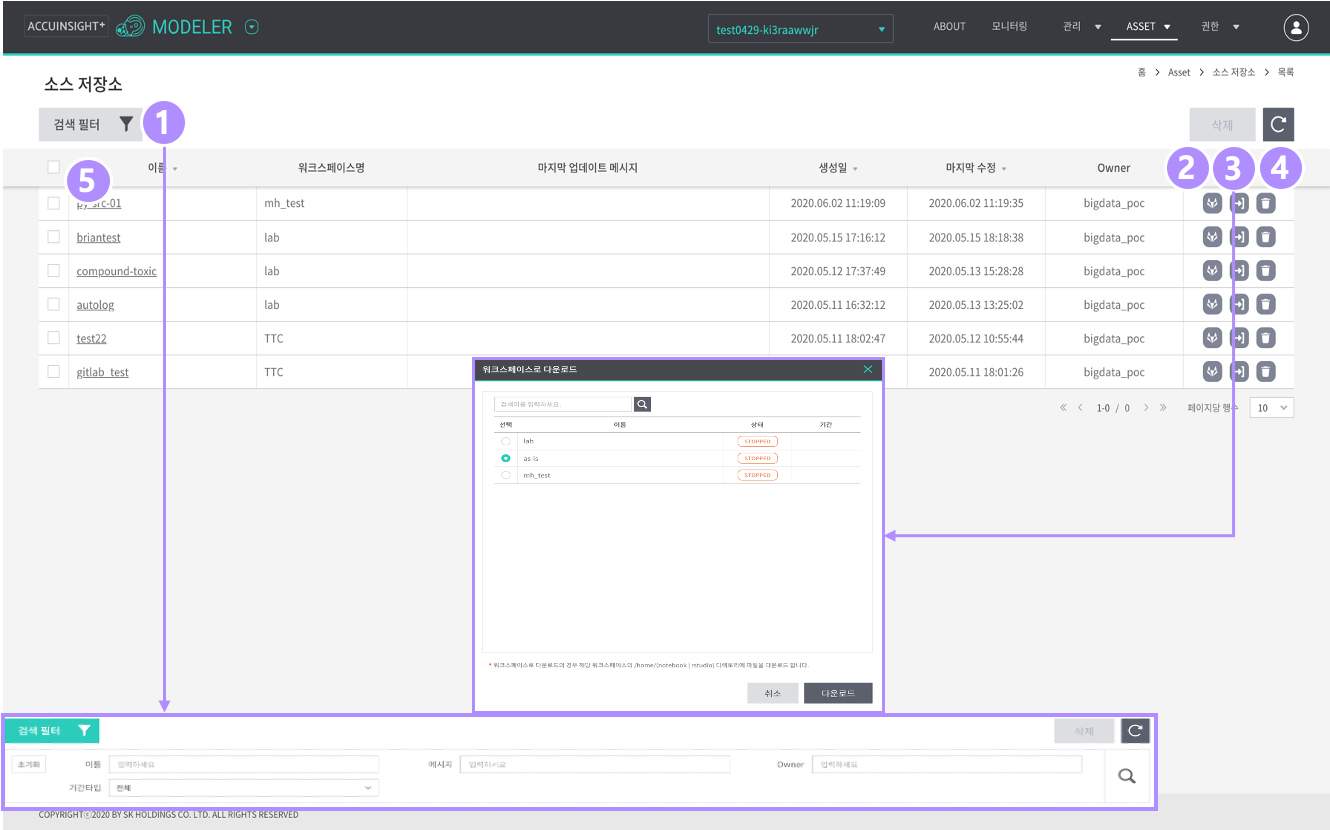 ACCUINSIGHT+ MODELER test0429-ki3raawwjr ABOUT 모니터링 관리 ASSET 권한
소스 저장소
홈 > Asset > 소스 저장소 > 목록
검색 필터 1 삭제
이름 워크스페이스명 마지막 업데이트 메시지 생성일 마지막 수정 Owner 2 3 4
5
py-src-01 mh_test 2020.06.02 11:19:09 2020.06.02 11:19:35 bigdata_poc
briantest lab 2020.05.15 17:16:12 2020.05.15 18:18:38 bigdata_poc
compound-toxic lab 2020.05.12 17:37:49 2020.05.13 15:28:28 bigdata_poc
autolog lab 2020.05.11 16:32:12 2020.05.13 13:25:02 bigdata_poc
test22 TTC 2020.05.11 18:02:47 2020.05.12 10:55:44 bigdata_poc
gitlab_test TTC 2020.05.11 18:01:26 bigdata_poc
1-0 / 0 페이지당 행수 10
워크스페이스로 다운로드
검색어를 입력하세요.
선택 이름 상태 기간
lab STOPPED
as-is STOPPED
mh_test STOPPED
* 워크스페이스로 다운로드의 경우 해당 워크스페이스의 /home/(notebook | rstudio) 디렉토리에 파일을 다운로드 합니다.
취소 다운로드
검색 필터 삭제
초기화 이름 입력하세요 메시지 입력하세요 Owner 입력하세요
기간타입 전체
COPYRIGHTⓒ2020 BY SK HOLDINGS CO. LTD. ALL RIGHTS RESERVED